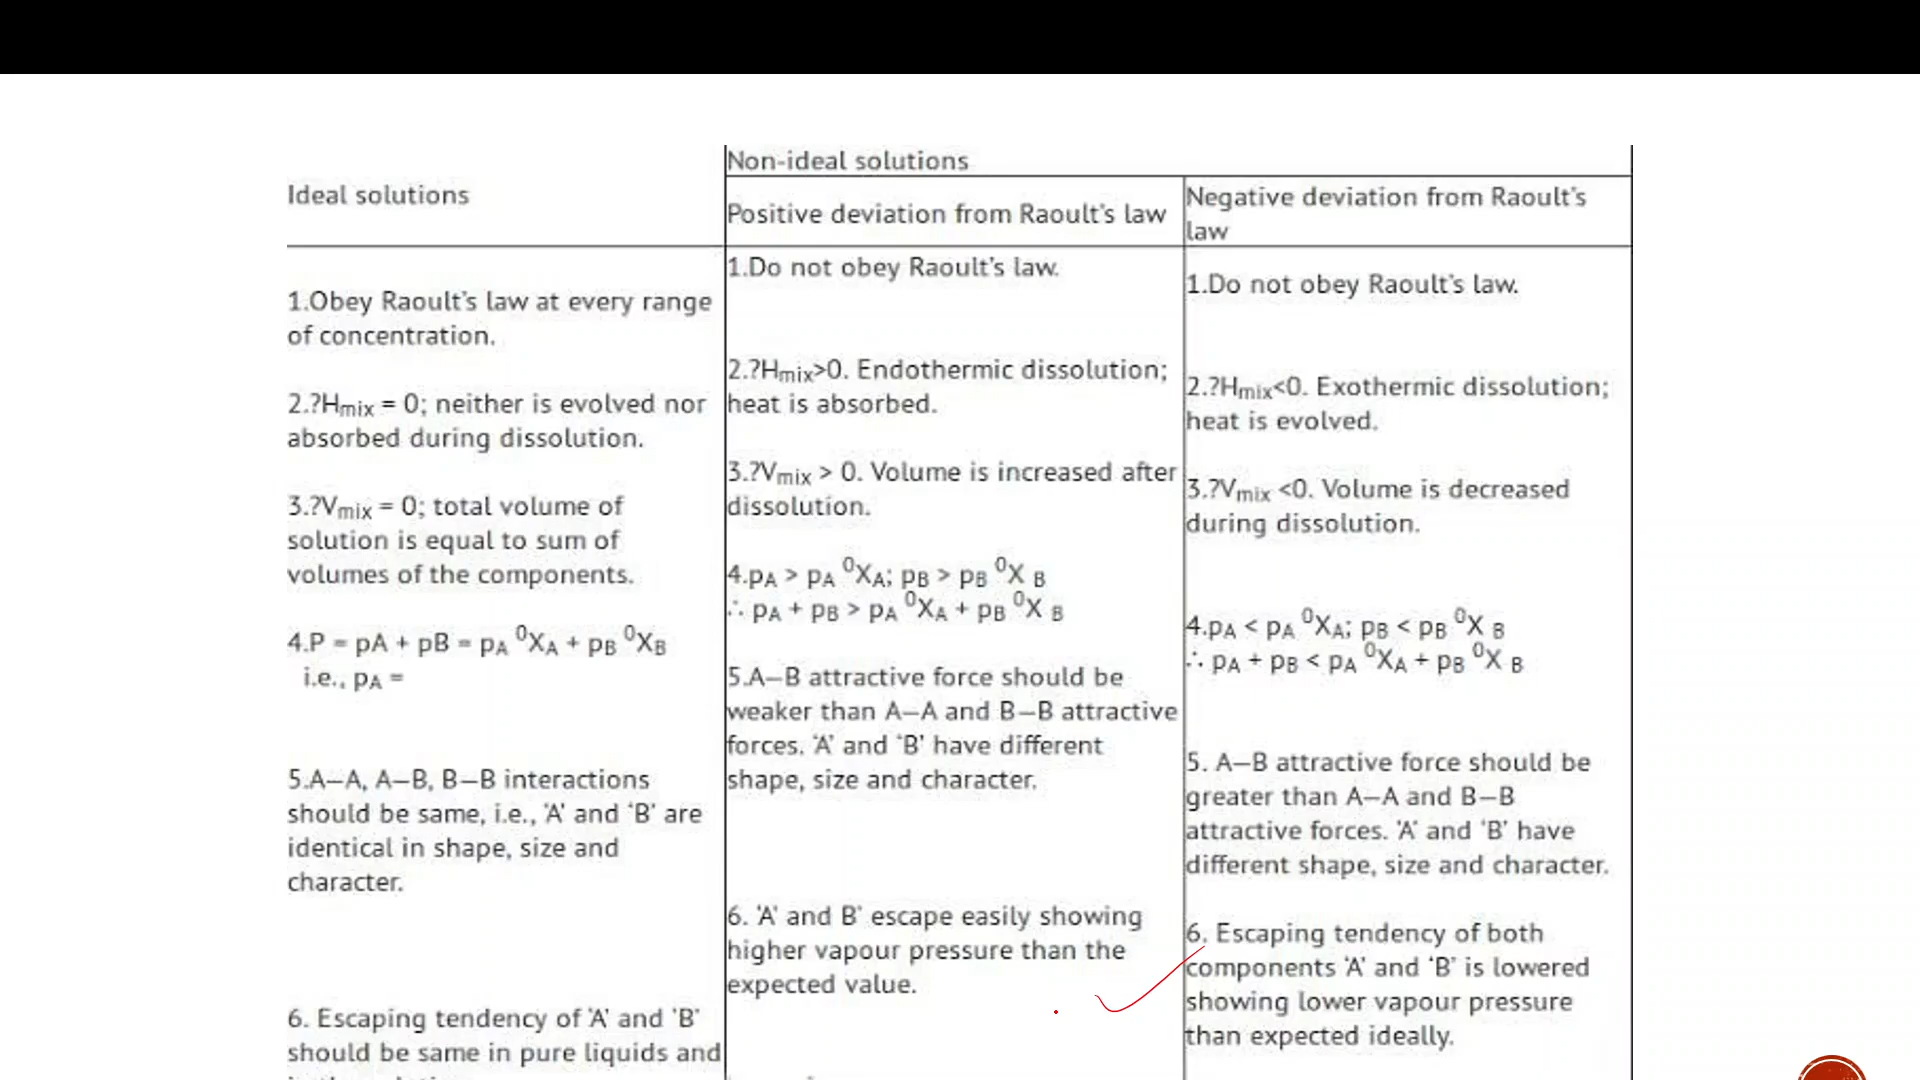 Non-ideal solutions
Ideal solutions
Positive deviation from Raoult's law
Negative deviation from Raoult's
law
1.Obey Raoult's law at every range
of concentration.
2.?Hmix = 0; neither is evolved nor
absorbed during dissolution.
3.?Vmix = 0; total volume of
solution is equal to sum of
volumes of the components.
4.P = pA + pB = pA ⁰XA + pB ⁰XB
i.e., pA =
5.A—A, A—B, B—B interactions
should be same, i.e., 'A' and 'B' are
identical in shape, size and
character.
6. Escaping tendency of 'A' and 'B'
should be same in pure liquids and
1.Do not obey Raoult's law.
2.?Hmix>0. Endothermic dissolution;
heat is absorbed.
3.?Vmix > 0. Volume is increased after
dissolution.
4.pA > pA ⁰XA; pB > pB ⁰X B
∴ pA + pB > pA ⁰XA + pB ⁰X B
5.A—B attractive force should be
weaker than A—A and B—B attractive
forces. 'A' and 'B' have different
shape, size and character.
6. 'A' and B' escape easily showing
higher vapour pressure than the
expected value.
1.Do not obey Raoult's law.
2.?Hmix<0. Exothermic dissolution;
heat is evolved.
3.?Vmix <0. Volume is decreased
during dissolution.
4.pA < pA ⁰XA; pB < pB ⁰X B
∴ pA + pB < pA ⁰XA + pB ⁰X B
5. A—B attractive force should be
greater than A—A and B—B
attractive forces. 'A' and 'B' have
different shape, size and character.
6. Escaping tendency of both
components 'A' and 'B' is lowered
showing lower vapour pressure
than expected ideally.